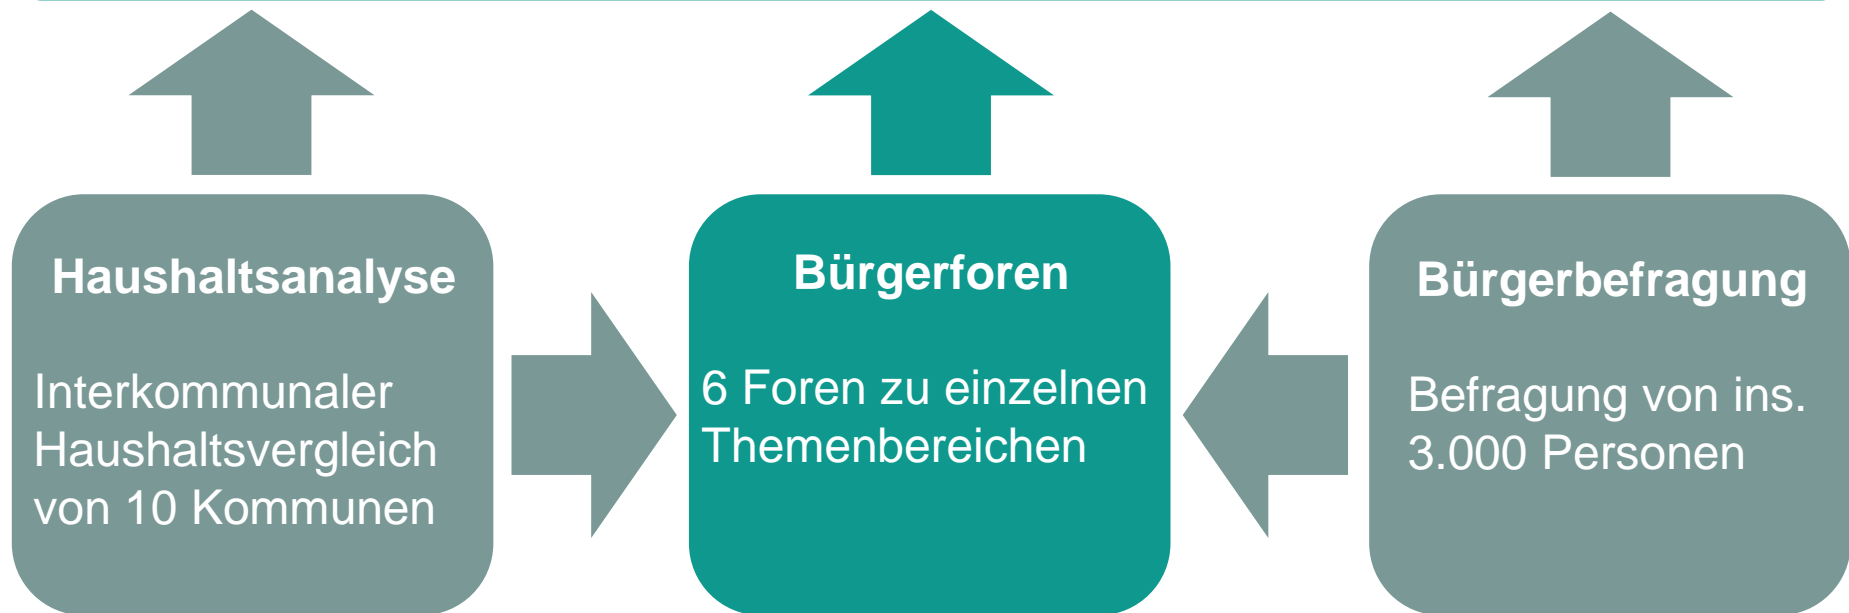 Haushaltsanalyse
Interkommunaler
Haushaltsvergleich
von 10 Kommunen
Bürgerforen
6 Foren zu einzelnen
Themenbereichen
Bürgerbefragung
Befragung von ins.
3.000 Personen